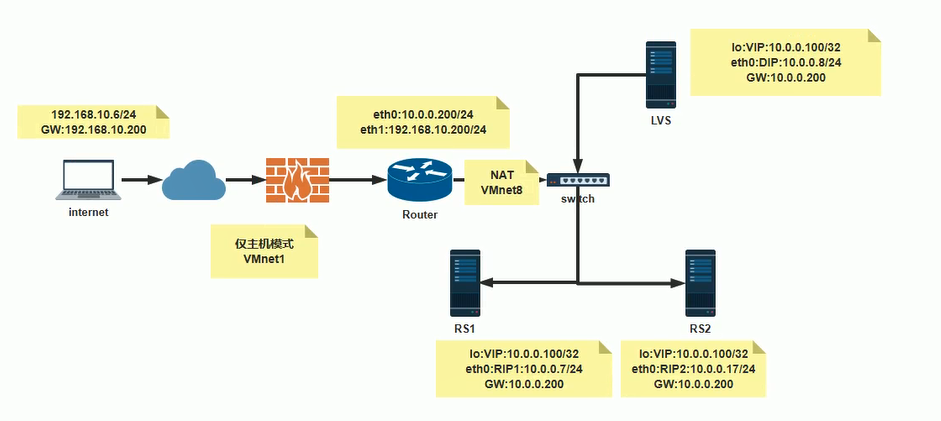 lo:VIP:10.0.0.100/32
eth0:DIP:10.0.0.8/24
GW:10.0.0.200
LVS
192.168.10.6/24
GW:192.168.10.200
eth0:10.0.0.200/24
eth1:192.168.10.200/24
internet
Router
NAT
VMnet8
switch
仅主机模式
VMnet1
RS1
RS2
lo:VIP:10.0.0.100/32
eth0:RIP1:10.0.0.7/24
GW:10.0.0.200
lo:VIP:10.0.0.100/32
eth0:RIP2:10.0.0.17/24
GW:10.0.0.200